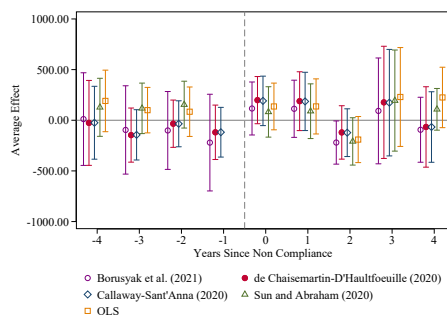 1000.00
500.00
0.00
-500.00
-1000.00
Average Effect
-4 -3 -2 -1 0 1 2 3 4
Years Since Non Compliance
Borusyak et al. (2021) de Chaisemartin-D'Haultfoeuille (2020)
Callaway-Sant'Anna (2020) Sun and Abraham (2020)
OLS